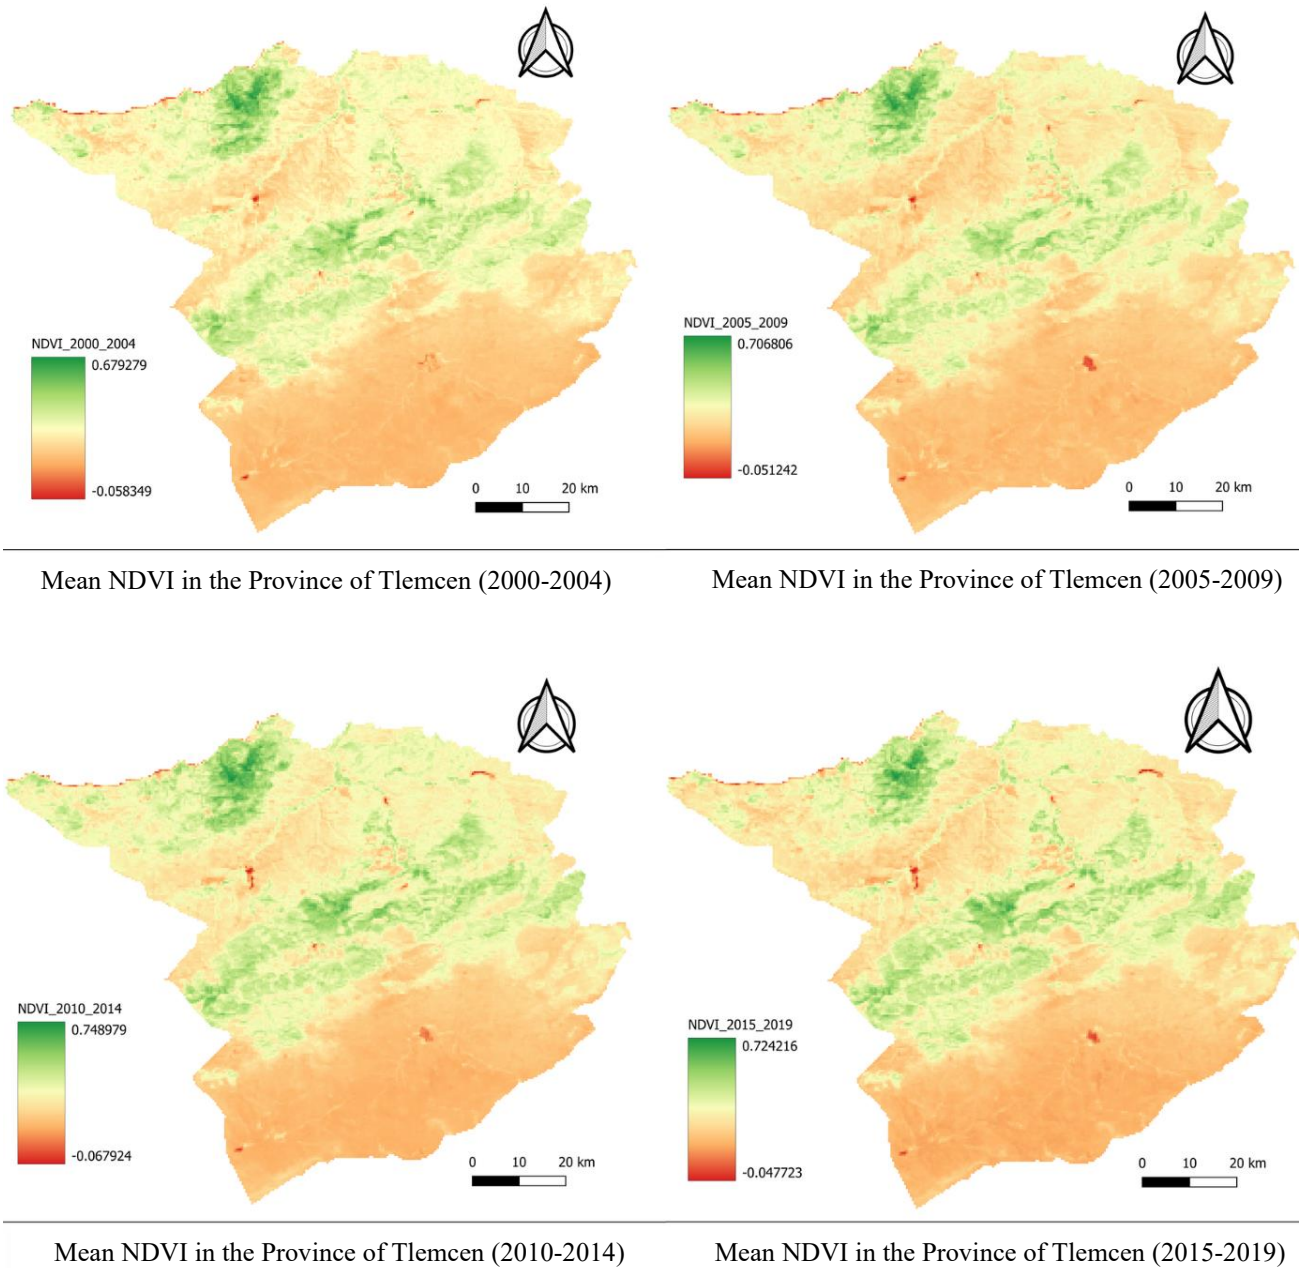 NDVI_2000_2004
0.679279
-0.058349
0 10 20 km
NDVI_2005_2009
0.706806
-0.051242
0 10 20 km
Mean NDVI in the Province of Tlemcen (2000-2004)
Mean NDVI in the Province of Tlemcen (2005-2009)
NDVI_2010_2014
0.748979
-0.067924
0 10 20 km
NDVI_2015_2019
0.724216
-0.047723
0 10 20 km
Mean NDVI in the Province of Tlemcen (2010-2014)
Mean NDVI in the Province of Tlemcen (2015-2019)